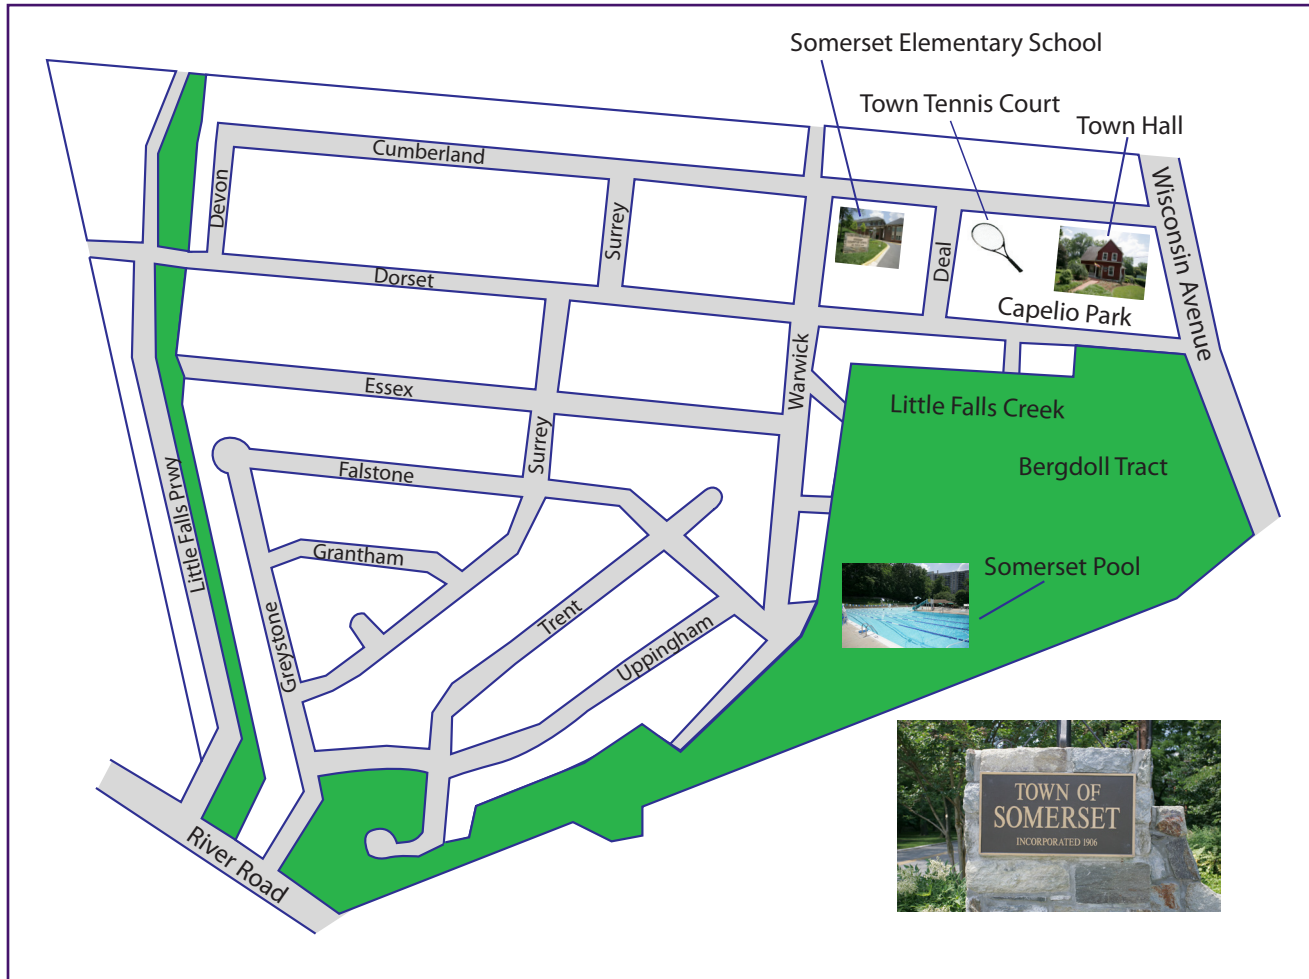 Somerset Elementary School
Town Tennis Court
Town Hall
Cumberland
Wisconsin Avenue
Devon
Surrey
Deal
Dorset
Capelio Park
Warwick
Essex
Little Falls Creek
Surrey
Falstone
Bergdoll Tract
Little Falls Prwy
Grantham
Somerset Pool
Trent
Greystone
Uppingham
TOWN OF
SOMERSET
INCORPORATED 1906
River Road